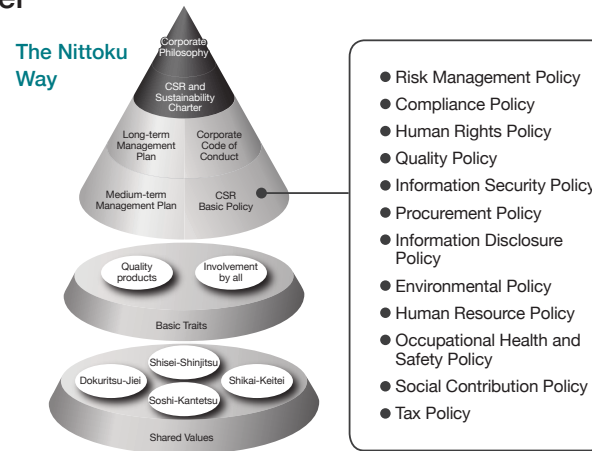 The Nittoku
Way
Corporate
Philosophy
CSR and
Sustainability
Charter
Long-term
Management
Plan
Corporate
Code of
Conduct
Medium-term
Management Plan
CSR
Basic Policy
Quality
products
Involvement
by all
Basic Traits
Shisei-Shinjitsu
Dokuritsu-Jiei
Shikai-Keitei
Soshi-Kantetsu
Shared Values
● Risk Management Policy
● Compliance Policy
● Human Rights Policy
● Quality Policy
● Information Security Policy
● Procurement Policy
● Information Disclosure
Policy
● Environmental Policy
● Human Resource Policy
● Occupational Health and
Safety Policy
● Social Contribution Policy
● Tax Policy